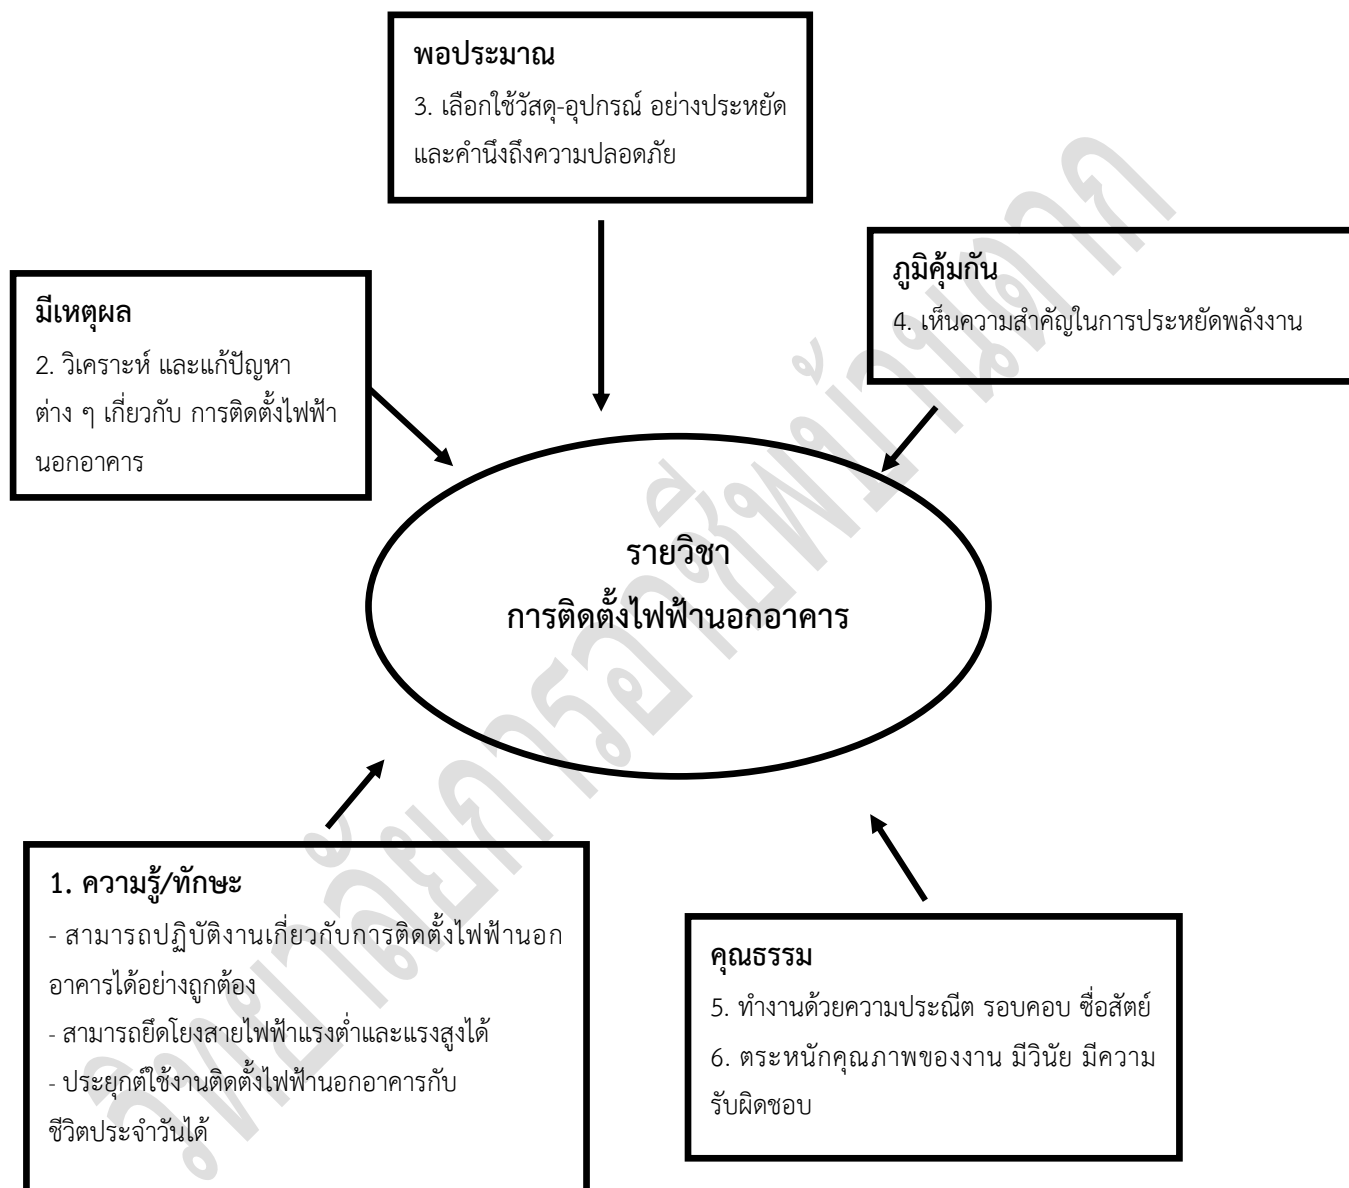 พอประมาณ
3. เลือกใช้วัสดุ-อุปกรณ์ อย่างประหยัด
และคำนึงถึงความปลอดภัย
ภูมิคุ้มกัน
4. เห็นความสำคัญในการประหยัดพลังงาน
มีเหตุผล
2. วิเคราะห์ และแก้ปัญหา
ต่าง ๆ เกี่ยวกับ การติดตั้งไฟฟ้า
นอกอาคาร
รายวิชา
การติดตั้งไฟฟ้านอกอาคาร
1. ความรู้/ทักษะ
- สามารถปฏิบัติงานเกี่ยวกับการติดตั้งไฟฟ้านอก
อาคารได้อย่างถูกต้อง
- สามารถยึดโยงสายไฟฟ้าแรงต่ำและแรงสูงได้
- ประยุกต์ใช้งานติดตั้งไฟฟ้านอกอาคารกับ
ชีวิตประจำวันได้
คุณธรรม
5. ทำงานด้วยความประณีต รอบคอบ ซื่อสัตย์
6. ตระหนักคุณภาพของงาน มีวินัย มีความ
รับผิดชอบ
วิทยาลัยการอาชีพบ้านตาก